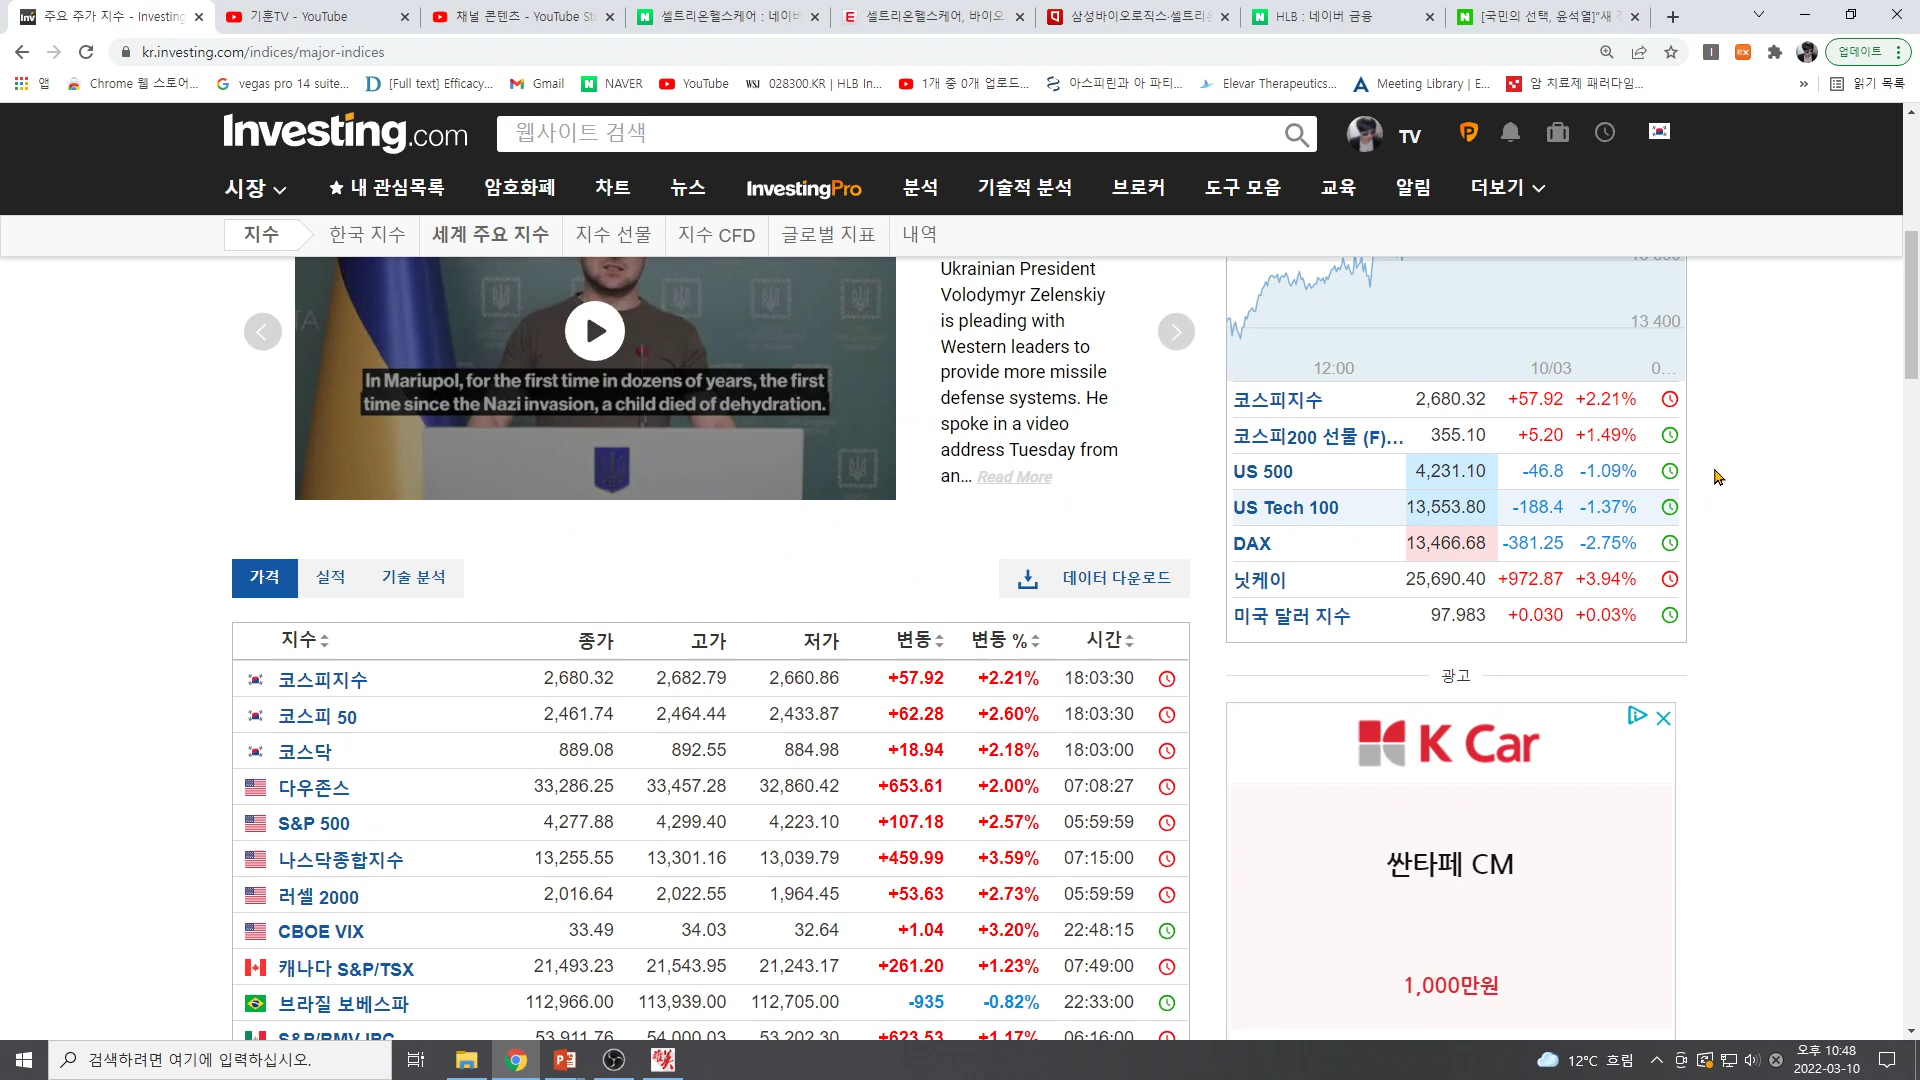 주요 주가 지수 - Investing
기훈TV - YouTube
채널 콘텐츠 - YouTube St
셀트리온헬스케어 : 네이버
셀트리온헬스케어, 바이오
삼성바이오로직스·셀트리온
HLB : 네이버 금융
[국민의 선택, 윤석열]"새 정
kr.investing.com/indices/major-indices
업데이트
앱
Chrome 웹 스토어...
vegas pro 14 suite...
[Full text] Efficacy...
Gmail
NAVER
YouTube
WSJ 028300.KR | HLB In...
1개 중 0개 업로드...
아스피린과 아 파티...
Elevar Therapeutics...
Meeting Library | E...
암 치료제 패러다임...
»
읽기 목록
Investing.com
웹사이트 검색
TV
시장
★ 내 관심목록
암호화폐
차트
뉴스
InvestingPro
분석
기술적 분석
브로커
도구 모음
교육
알림
더보기
지수
한국 지수
세계 주요 지수
지수 선물
지수 CFD
글로벌 지표
내역
In Mariupol, for the first time in dozens of years, the first
time since the Nazi invasion, a child died of dehydration.
Ukrainian President
Volodymyr Zelenskiy
is pleading with
Western leaders to
provide more missile
defense systems. He
spoke in a video
address Tuesday from
an... Read More
13 400
12:00 10/03 0...
코스피지수 2,680.32 +57.92 +2.21%
코스피200 선물 (F)... 355.10 +5.20 +1.49%
US 500 4,231.10 -46.8 -1.09%
US Tech 100 13,553.80 -188.4 -1.37%
DAX 13,466.68 -381.25 -2.75%
닛케이 25,690.40 +972.87 +3.94%
미국 달러 지수 97.983 +0.030 +0.03%
가격 실적 기술 분석
데이터 다운로드
지수 종가 고가 저가 변동 변동 % 시간
코스피지수 2,680.32 2,682.79 2,660.86 +57.92 +2.21% 18:03:30
코스피 50 2,461.74 2,464.44 2,433.87 +62.28 +2.60% 18:03:30
코스닥 889.08 892.55 884.98 +18.94 +2.18% 18:03:00
다우존스 33,286.25 33,457.28 32,860.42 +653.61 +2.00% 07:08:27
S&P 500 4,277.88 4,299.40 4,223.10 +107.18 +2.57% 05:59:59
나스닥종합지수 13,255.55 13,301.16 13,039.79 +459.99 +3.59% 07:15:00
러셀 2000 2,016.64 2,022.55 1,964.45 +53.63 +2.73% 05:59:59
CBOE VIX 33.49 34.03 32.64 +1.04 +3.20% 22:48:15
캐나다 S&P/TSX 21,493.23 21,543.95 21,243.17 +261.20 +1.23% 07:49:00
브라질 보베스파 112,966.00 113,939.00 112,705.00 -935 -0.82% 22:33:00
S&P/BMV IPC 53,911.76 54,000.03 53,202.30 +623.53 +1.17% 06:16:00
광고
K Car
싼타페 CM
1,000만원
검색하려면 여기에 입력하십시오.
12°C 흐림
오후 10:48
2022-03-10